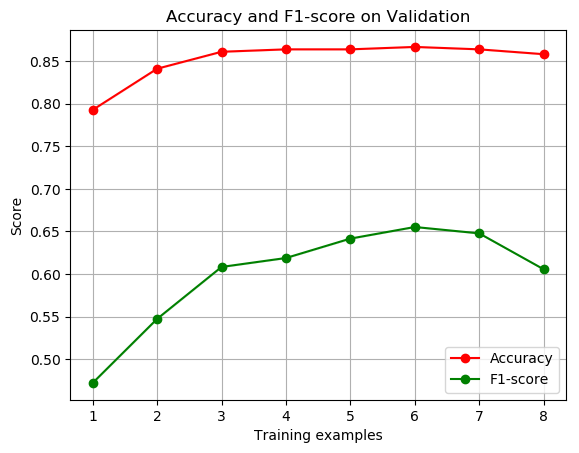 Accuracy and F1-score on Validation
0.85
0.80
0.75
0.70
0.65
0.60
0.55
0.50
Score
1 2 3 4 5 6 7 8
Training examples
Accuracy
F1-score